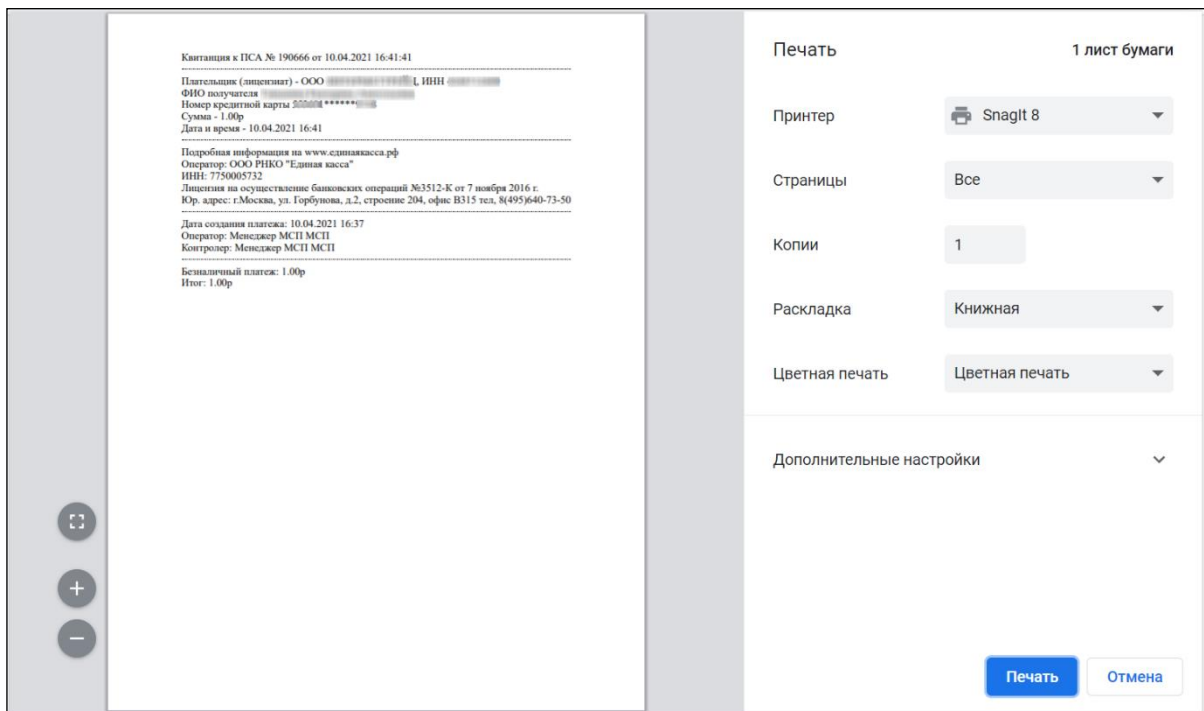 Квитанция к ПСА № 190666 от 10.04.2021 16:41:41
Плательщик (лицензиат) - ООО , ИНН
ФИО получателя
Номер кредитной карты ******
Сумма - 1.00р
Дата и время - 10.04.2021 16:41
Подробная информация на www.единаякасса.рф
Оператор: ООО РНКО "Единая касса"
ИНН: 7750005732
Лицензия на осуществление банковских операций №3512-К от 7 ноября 2016 г.
Юр. адрес: г.Москва, ул. Горбунова, д.2, строение 204, офис В315 тел, 8(495)640-73-50
Дата создания платежа: 10.04.2021 16:37
Оператор: Менеджер МСП МСП
Контролер: Менеджер МСП МСП
Безналичный платеж: 1.00р
Итог: 1.00р
Печать 1 лист бумаги
Принтер SnagIt 8
Страницы Все
Копии 1
Раскладка Книжная
Цветная печать Цветная печать
Дополнительные настройки
Печать Отмена